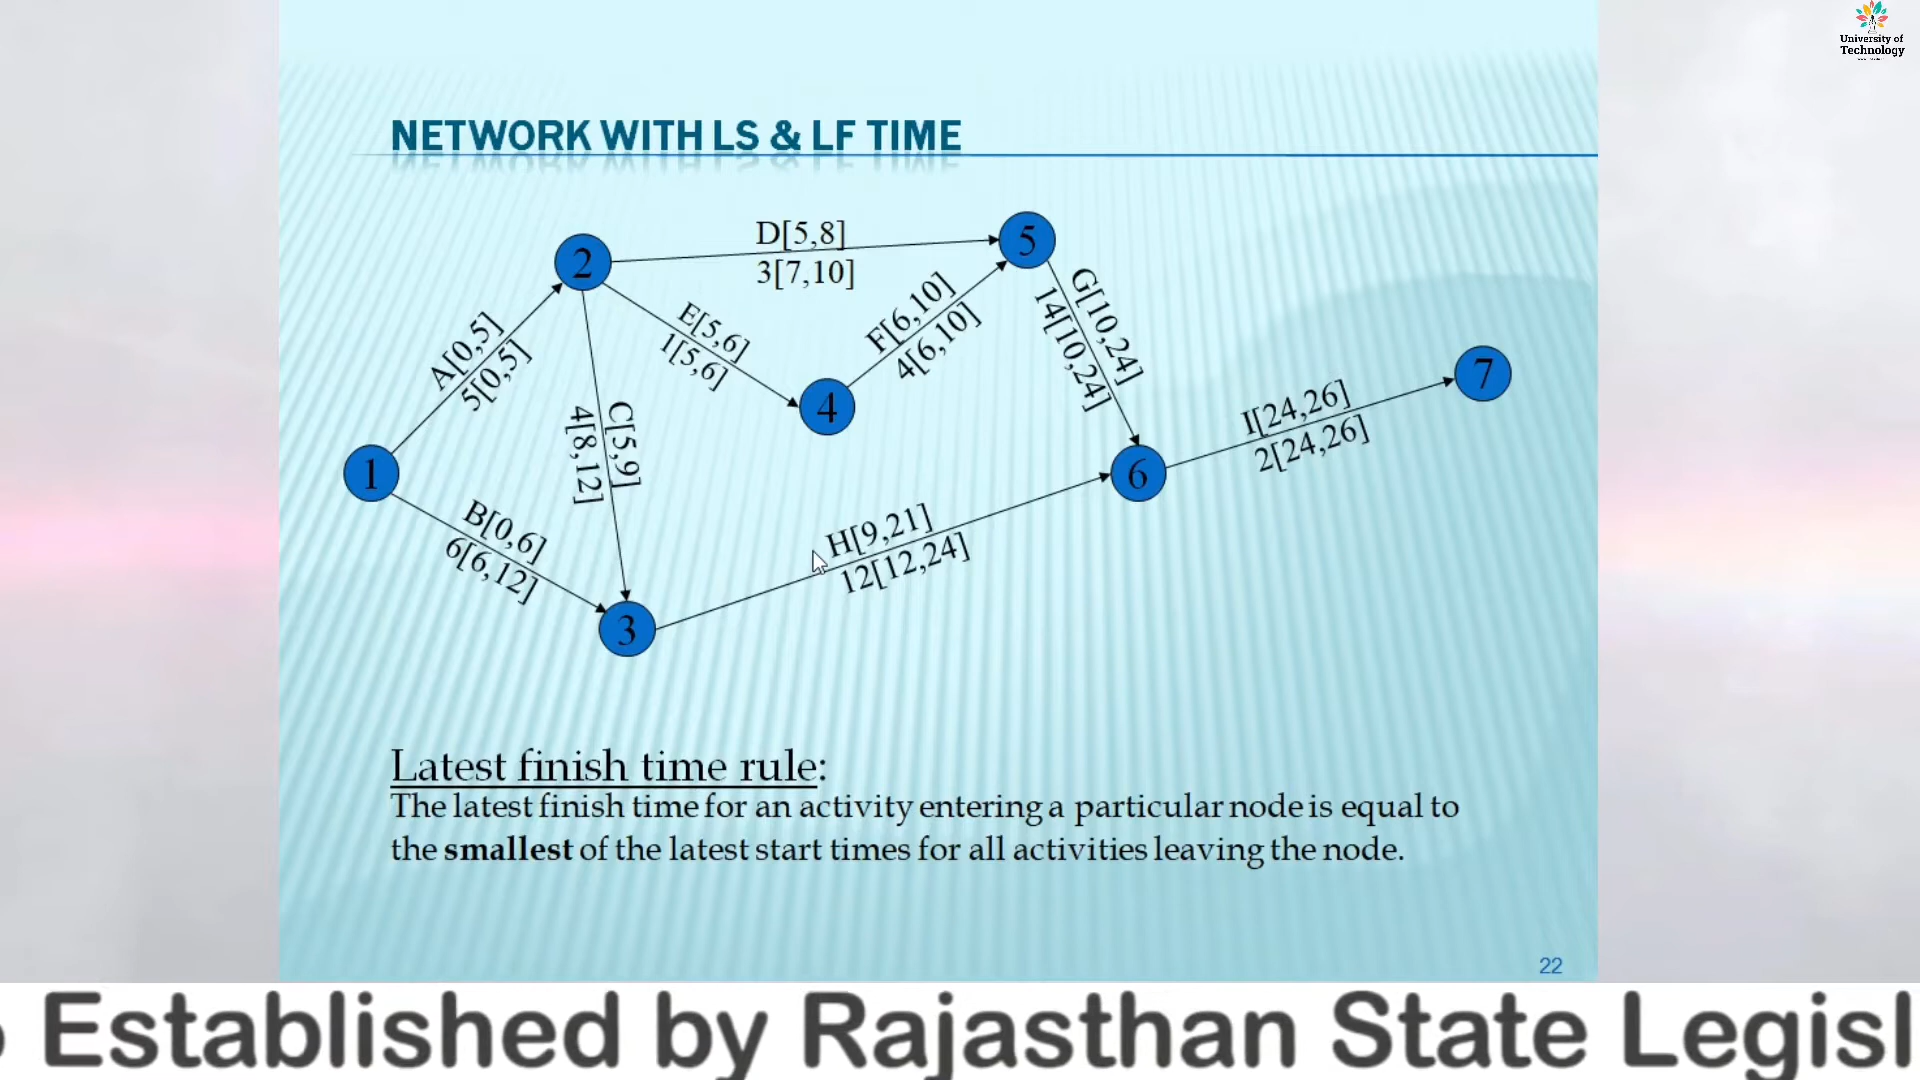 University of
Technology
NETWORK WITH LS & LF TIME
D[5,8]
3[7,10]
5
2
E[5,6]
1[5,6]
F[6,10]
4[6,10]
G[10,24]
14[10,24]
A[0,5]
5[0,5]
4
7
C[5,9]
4[8,12]
I[24,26]
2[24,26]
1
6
B[0,6]
6[6,12]
H[9,21]
12[12,24]
3
Latest finish time rule:
The latest finish time for an activity entering a particular node is equal to
the smallest of the latest start times for all activities leaving the node.
22
Established by Rajasthan State Legisl